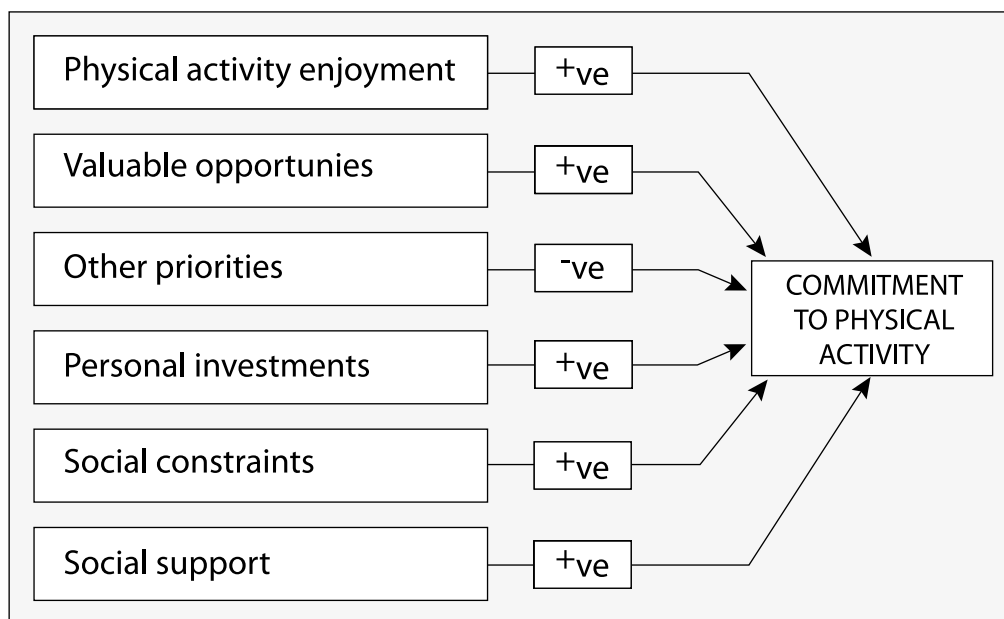 Physical activity enjoyment
+ve
Valuable opportunies
+ve
Other priorities
-ve
Personal investments
+ve
Social constraints
+ve
Social support
+ve
COMMITMENT
TO PHYSICAL
ACTIVITY